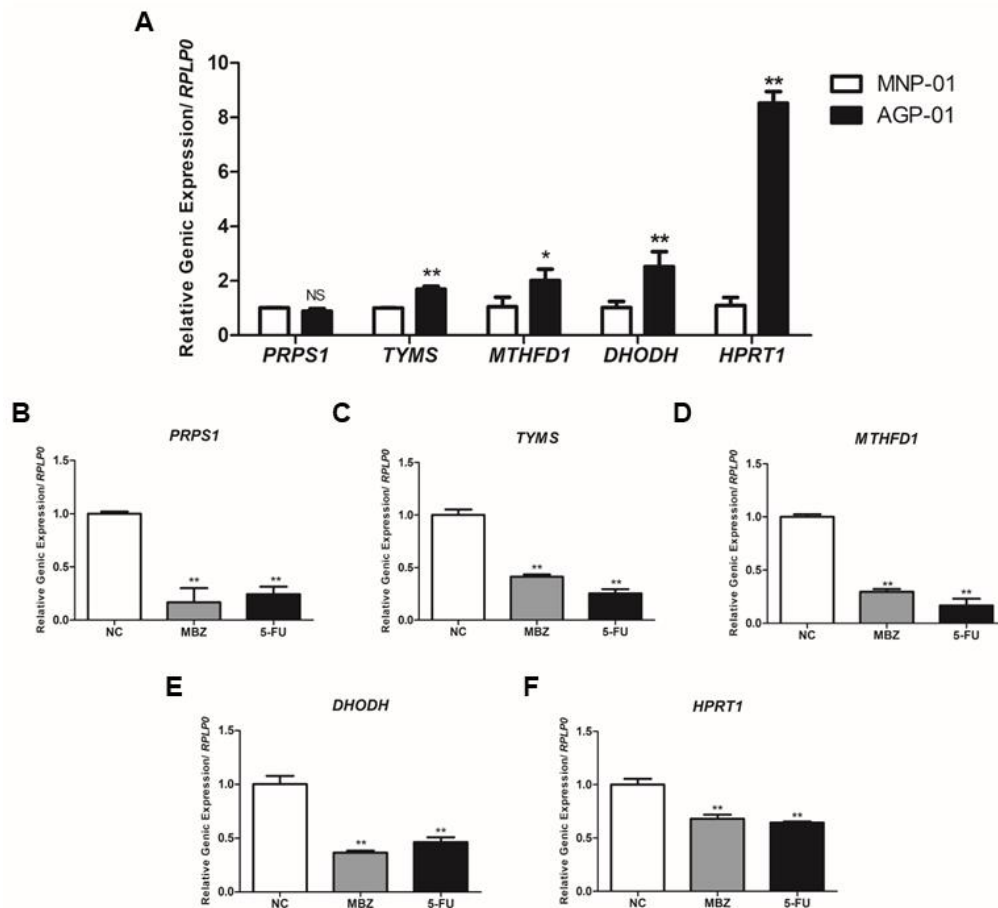 A
Relative Genic Expression/ RPLP0
10
8
6
4
2
0
NS
**
*
**
**
PRPS1 TYMS MTHFD1 DHODH HPRT1
MNP-01
AGP-01
B
PRPS1
Relative Genic Expression/ RPLP0
1.5
1.0
0.5
0.0
** **
NC MBZ 5-FU
C
TYMS
Relative Genic Expression/ RPLP0
1.5
1.0
0.5
0.0
** **
NC MBZ 5-FU
D
MTHFD1
Relative Genic Expression/ RPLP0
1.5
1.0
0.5
0.0
** **
NC MBZ 5-FU
E
DHODH
Relative Genic Expression/ RPLP0
1.5
1.0
0.5
0.0
** **
NC MBZ 5-FU
F
HPRT1
Relative Genic Expression/ RPLP0
1.5
1.0
0.5
0.0
** **
NC MBZ 5-FU